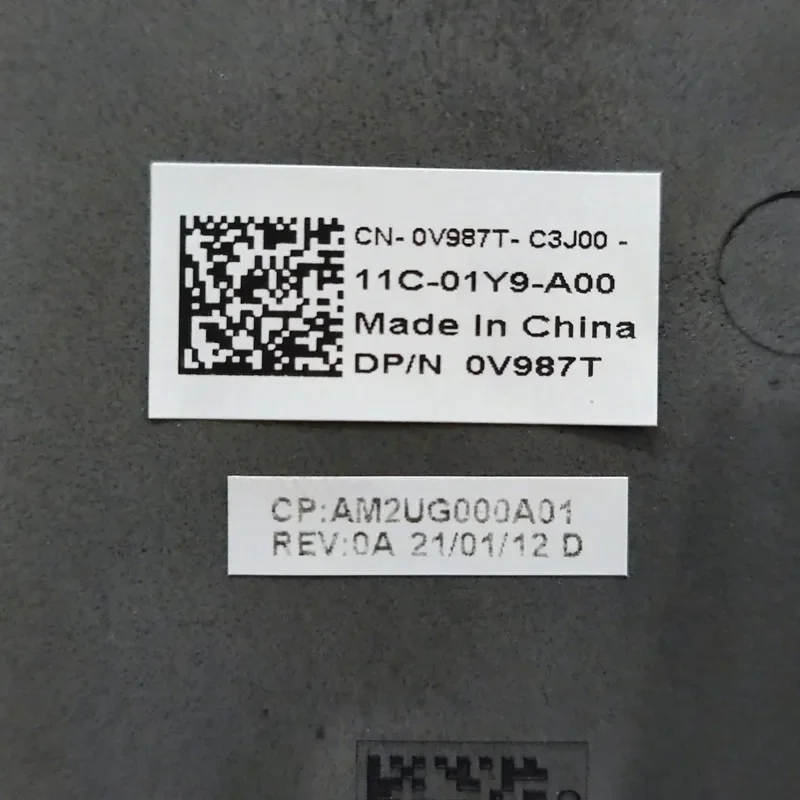 CN- 0V987T- C3J00 -
11C-01Y9-A00
Made In China
DP/N 0V987T
CP:AM2UG000A01
REV:0A 21/01/12 D